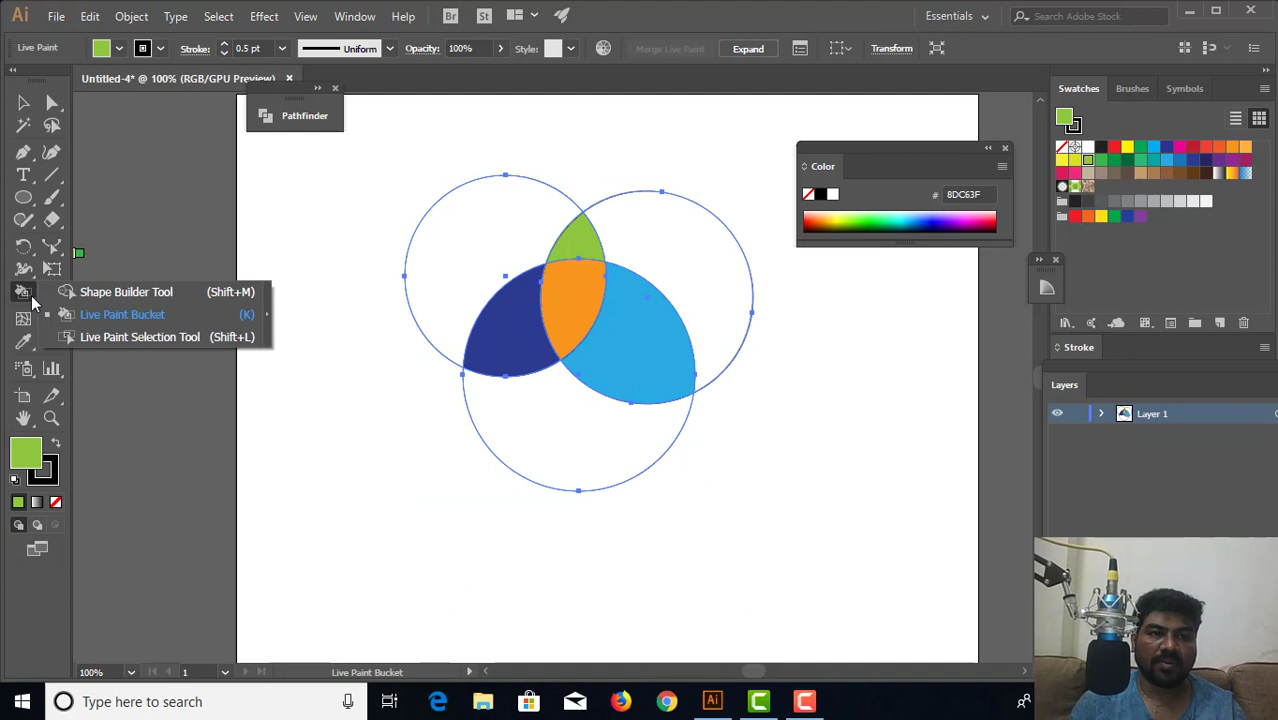 Ai File Edit Object Type Select Effect View Window Help Br St Essentials Search Adobe Stock
Live Paint Stroke: 0.5 pt Uniform Opacity: 100% Style: Merge Live Paint Expand Transform
Untitled-4* @ 100% (RGB/GPU Preview)
Pathfinder
Swatches Brushes Symbols
Color
# 8DC63F
Shape Builder Tool (Shift+M)
Live Paint Bucket (K)
Live Paint Selection Tool (Shift+L)
Stroke
Layers
Layer 1
100% 1 Live Paint Bucket
Type here to search
Ai